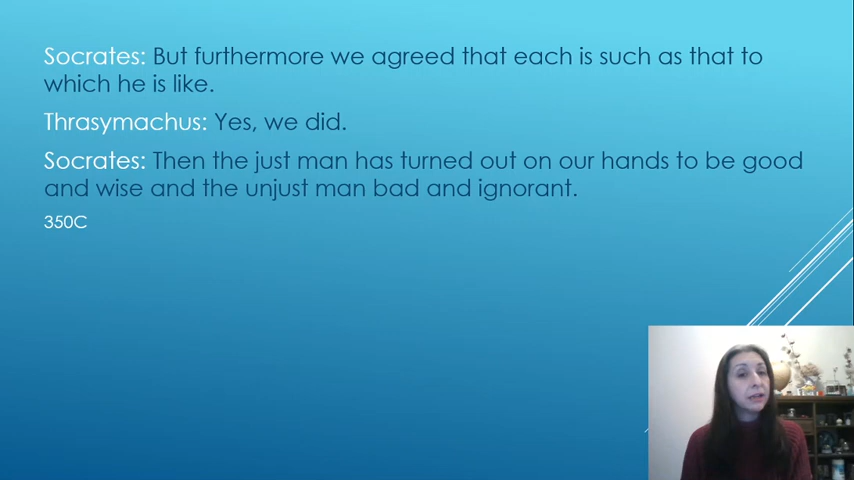 Socrates: But furthermore we agreed that each is such as that to
which he is like.
Thrasymachus: Yes, we did.
Socrates: Then the just man has turned out on our hands to be good
and wise and the unjust man bad and ignorant.
350C